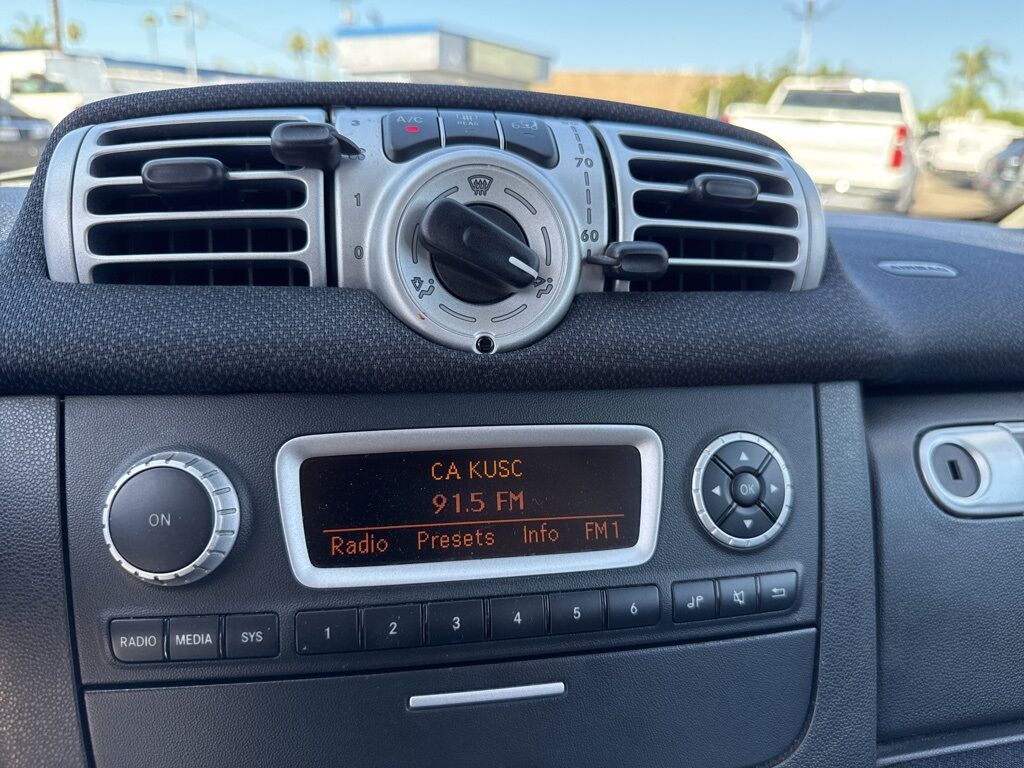 A/C
REAR
3
1
0
70
60
CA KUSC
91.5 FM
Radio Presets Info FM1
ON
OK
RADIO MEDIA SYS 1 2 3 4 5 6